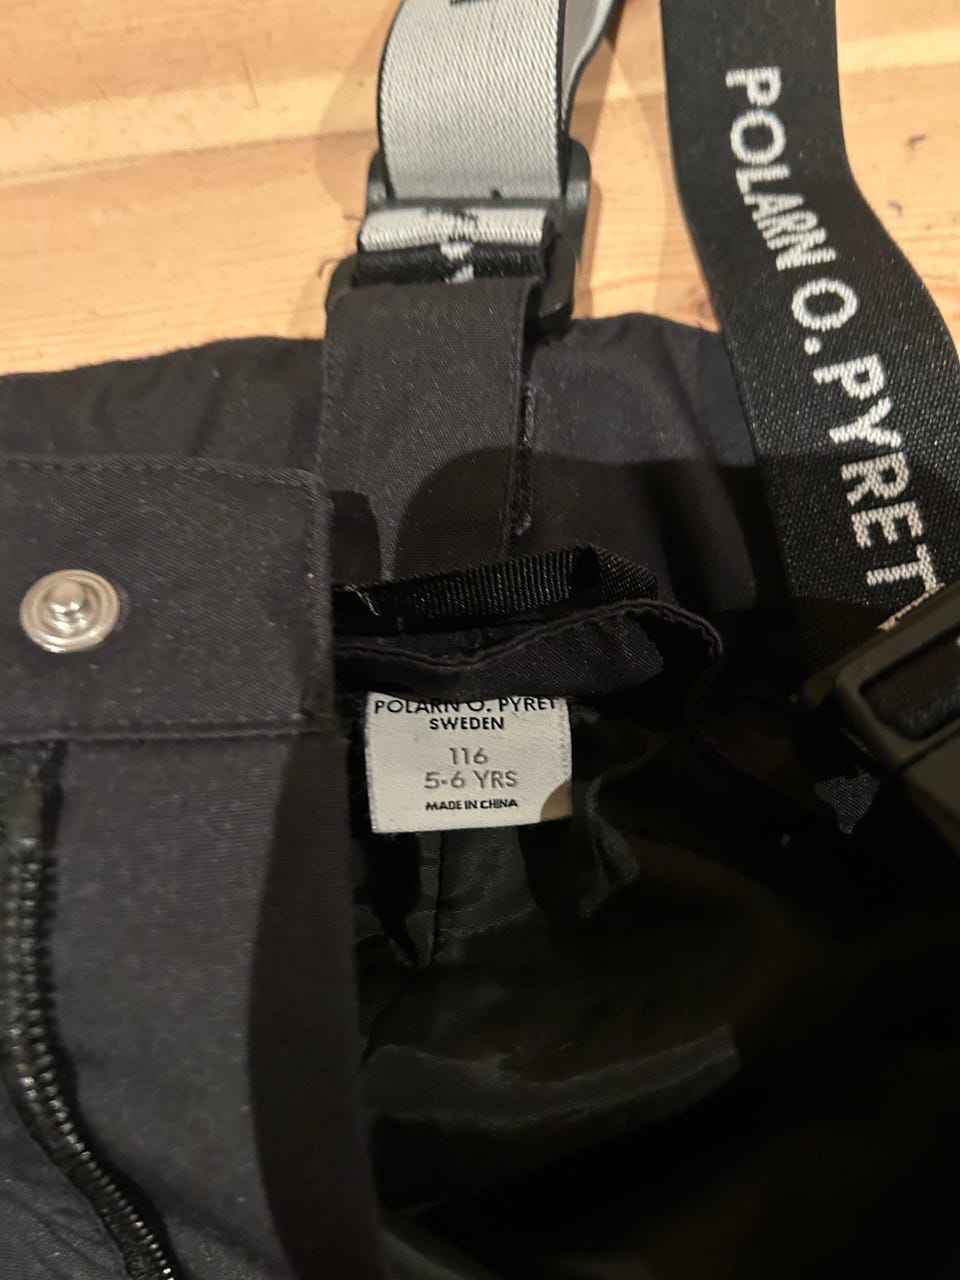 POLARN O. PYRET
POLARN O. PYRET
SWEDEN
116
5-6 YRS
MADE IN CHINA